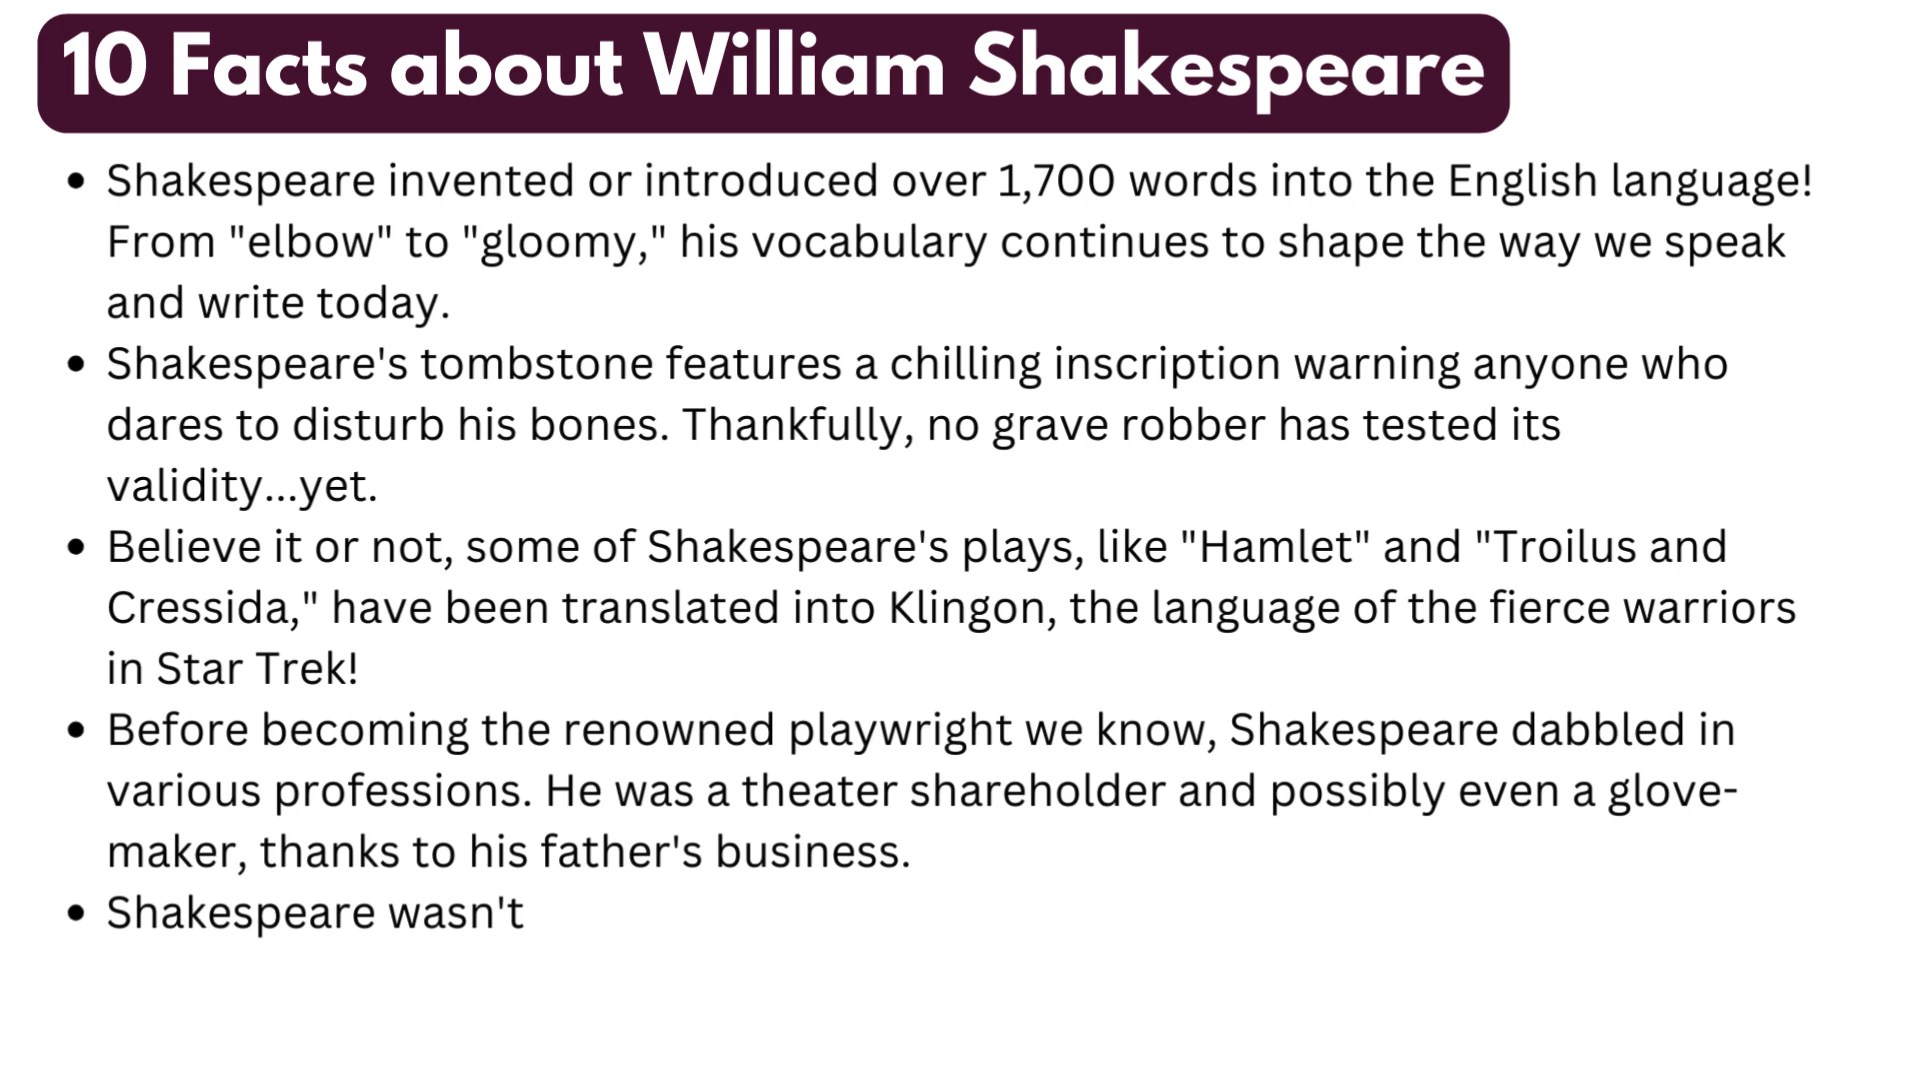 10 Facts about William Shakespeare
• Shakespeare invented or introduced over 1,700 words into the English language!
From "elbow" to "gloomy," his vocabulary continues to shape the way we speak
and write today.
• Shakespeare's tombstone features a chilling inscription warning anyone who
dares to disturb his bones. Thankfully, no grave robber has tested its
validity...yet.
• Believe it or not, some of Shakespeare's plays, like "Hamlet" and "Troilus and
Cressida," have been translated into Klingon, the language of the fierce warriors
in Star Trek!
• Before becoming the renowned playwright we know, Shakespeare dabbled in
various professions. He was a theater shareholder and possibly even a glove-
maker, thanks to his father's business.
• Shakespeare wasn't